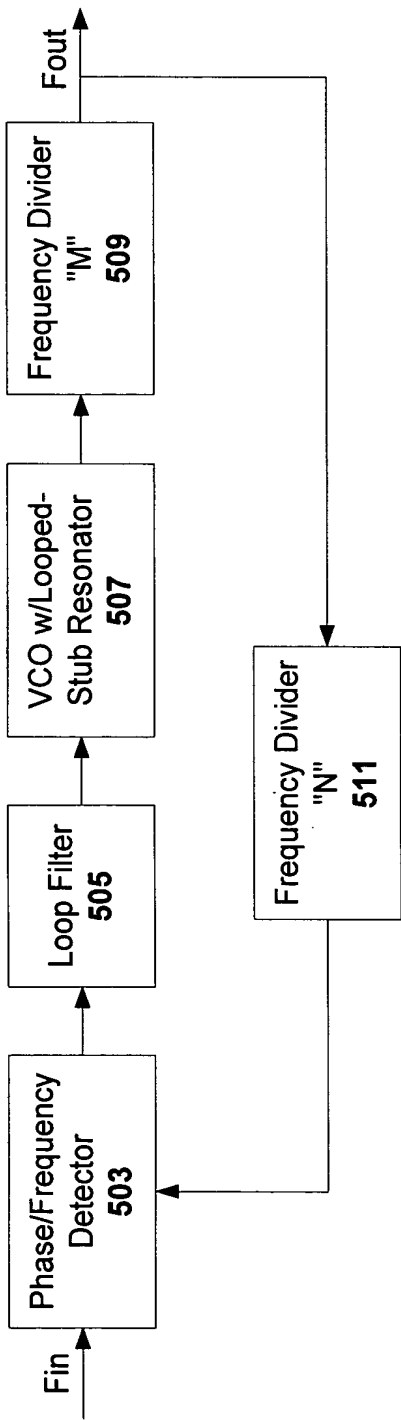 Fin
Phase/Frequency
Detector
503
Loop Filter
505
VCO w/Looped-
Stub Resonator
507
Frequency Divider
"M"
509
Fout
Frequency Divider
"N"
511